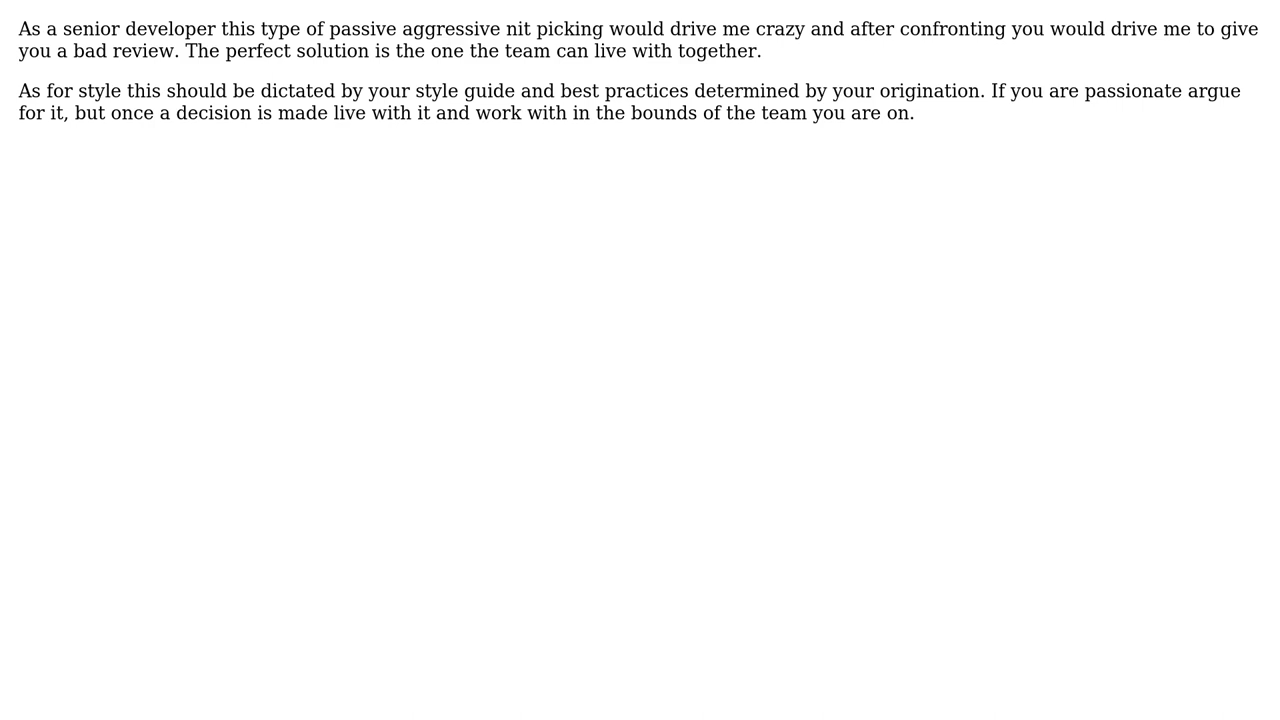 As a senior developer this type of passive aggressive nit picking would drive me crazy and after confronting you would drive me to give
you a bad review. The perfect solution is the one the team can live with together.
As for style this should be dictated by your style guide and best practices determined by your origination. If you are passionate argue
for it, but once a decision is made live with it and work with in the bounds of the team you are on.